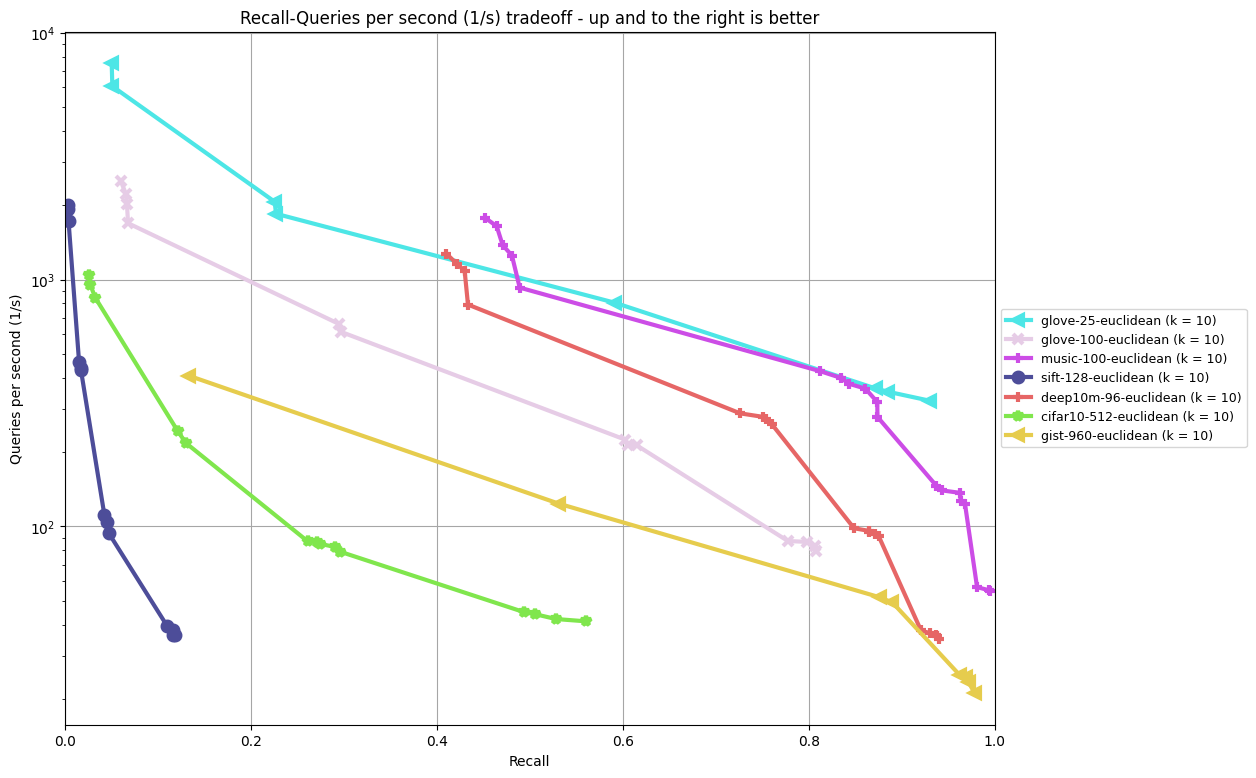 Recall-Queries per second (1/s) tradeoff - up and to the right is better
Queries per second (1/s)
10^4
10^3
10^2
0.0 0.2 0.4 0.6 0.8 1.0
Recall
glove-25-euclidean (k = 10)
glove-100-euclidean (k = 10)
music-100-euclidean (k = 10)
sift-128-euclidean (k = 10)
deep10m-96-euclidean (k = 10)
cifar10-512-euclidean (k = 10)
gist-960-euclidean (k = 10)